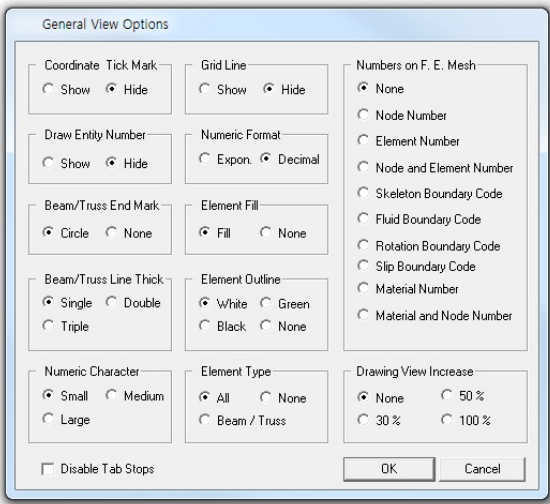 General View Options
Coordinate Tick Mark
Show Hide
Grid Line
Show Hide
Numbers on F. E. Mesh
None
Node Number
Element Number
Node and Element Number
Skeleton Boundary Code
Fluid Boundary Code
Rotation Boundary Code
Slip Boundary Code
Material Number
Material and Node Number
Draw Entity Number
Show Hide
Numeric Format
Expon. Decimal
Beam/Truss End Mark
Circle None
Element Fill
Fill None
Beam/Truss Line Thick
Single Double
Triple
Element Outline
White Green
Black None
Numeric Character
Small Medium
Large
Element Type
All None
Beam / Truss
Drawing View Increase
None 50 %
30 % 100 %
Disable Tab Stops
OK Cancel